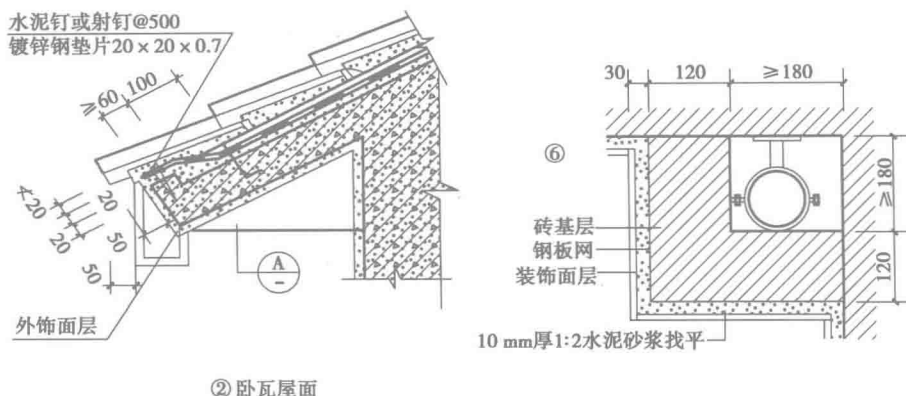 水泥钉或射钉@500
镀锌钢垫片20×20×0.7
≥60
100
≮20
20
20
50
50
A
–
外饰面层
②卧瓦屋面
30
120
≥180
⑥
≥180
120
砖基层
钢板网
装饰面层
10 mm厚1:2水泥砂浆找平